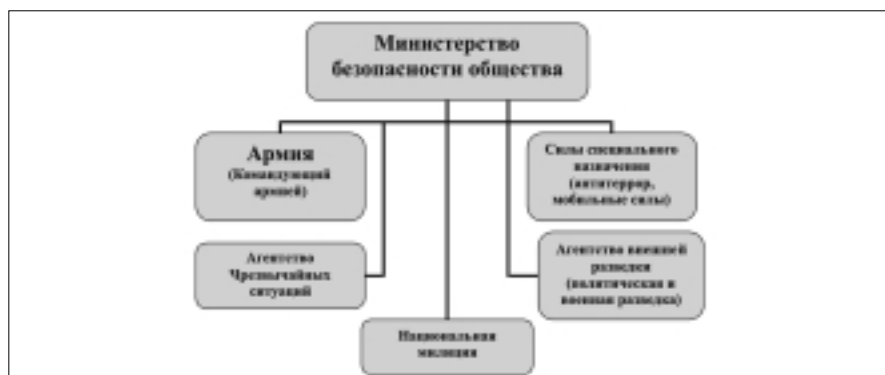 Министерство
безопасности общества
Армия
(Командующий
армией)
Силы специального
назначения
(антитеррор,
мобильные силы)
Агентство
Чрезвычайных
ситуаций
Агентство внешней
разведки
(политическая и
военная разведка)
Национальная
милиция